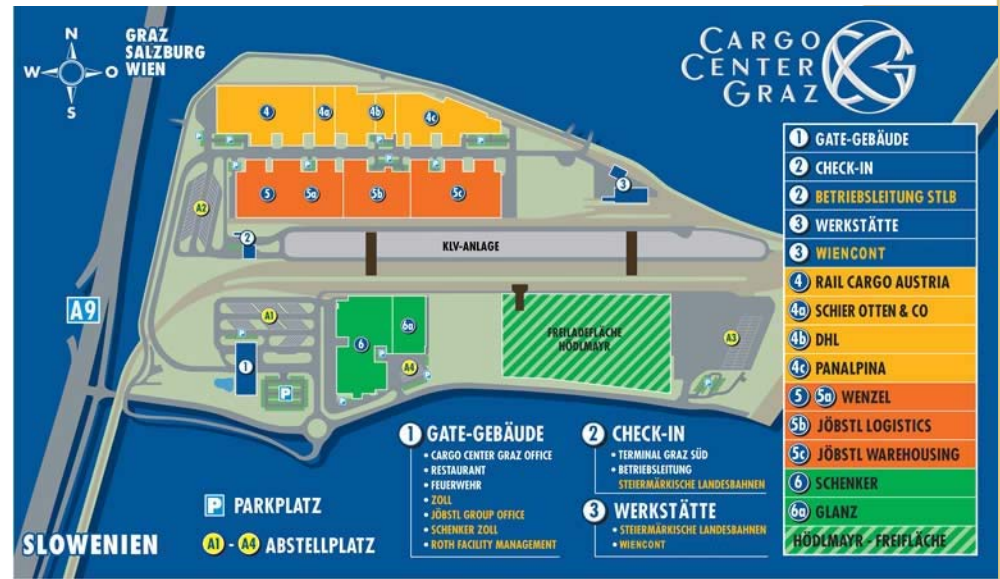 N
W O
S
GRAZ
SALZBURG
WIEN
CARGO
CENTER
GRAZ
4
4a
4b
4c
P
P
P
P
P
P
P
5
5a
5b
5c
3
A2
2
KLV-ANLAGE
A9
A1
P
1
P
6
6a
P
A4
P
P
FREILADEFLÄCHE
HÖDLMAYR
A3
P
1 GATE-GEBÄUDE
2 CHECK-IN
2 BETRIEBSLEITUNG STLB
3 WERKSTÄTTE
3 WIENCONT
4 RAIL CARGO AUSTRIA
4a SCHIER OTTEN & CO
4b DHL
4c PANALPINA
5 5a WENZEL
5b JÖBSTL LOGISTICS
5c JÖBSTL WAREHOUSING
6 SCHENKER
6a GLANZ
HÖDLMAYR - FREIFLÄCHE
1 GATE-GEBÄUDE
• CARGO CENTER GRAZ OFFICE
• RESTAURANT
• FEUERWEHR
• ZOLL
• JÖBSTL GROUP OFFICE
• SCHENKER ZOLL
• ROTH FACILITY MANAGEMENT
2 CHECK-IN
• TERMINAL GRAZ SÜD
• BETRIEBSLEITUNG
STEIERMÄRKISCHE LANDESBAHNEN
3 WERKSTÄTTE
• STEIERMÄRKISCHE LANDESBAHNEN
• WIENCONT
P PARKPLATZ
A1 - A4 ABSTELLPLATZ
SLOWENIEN